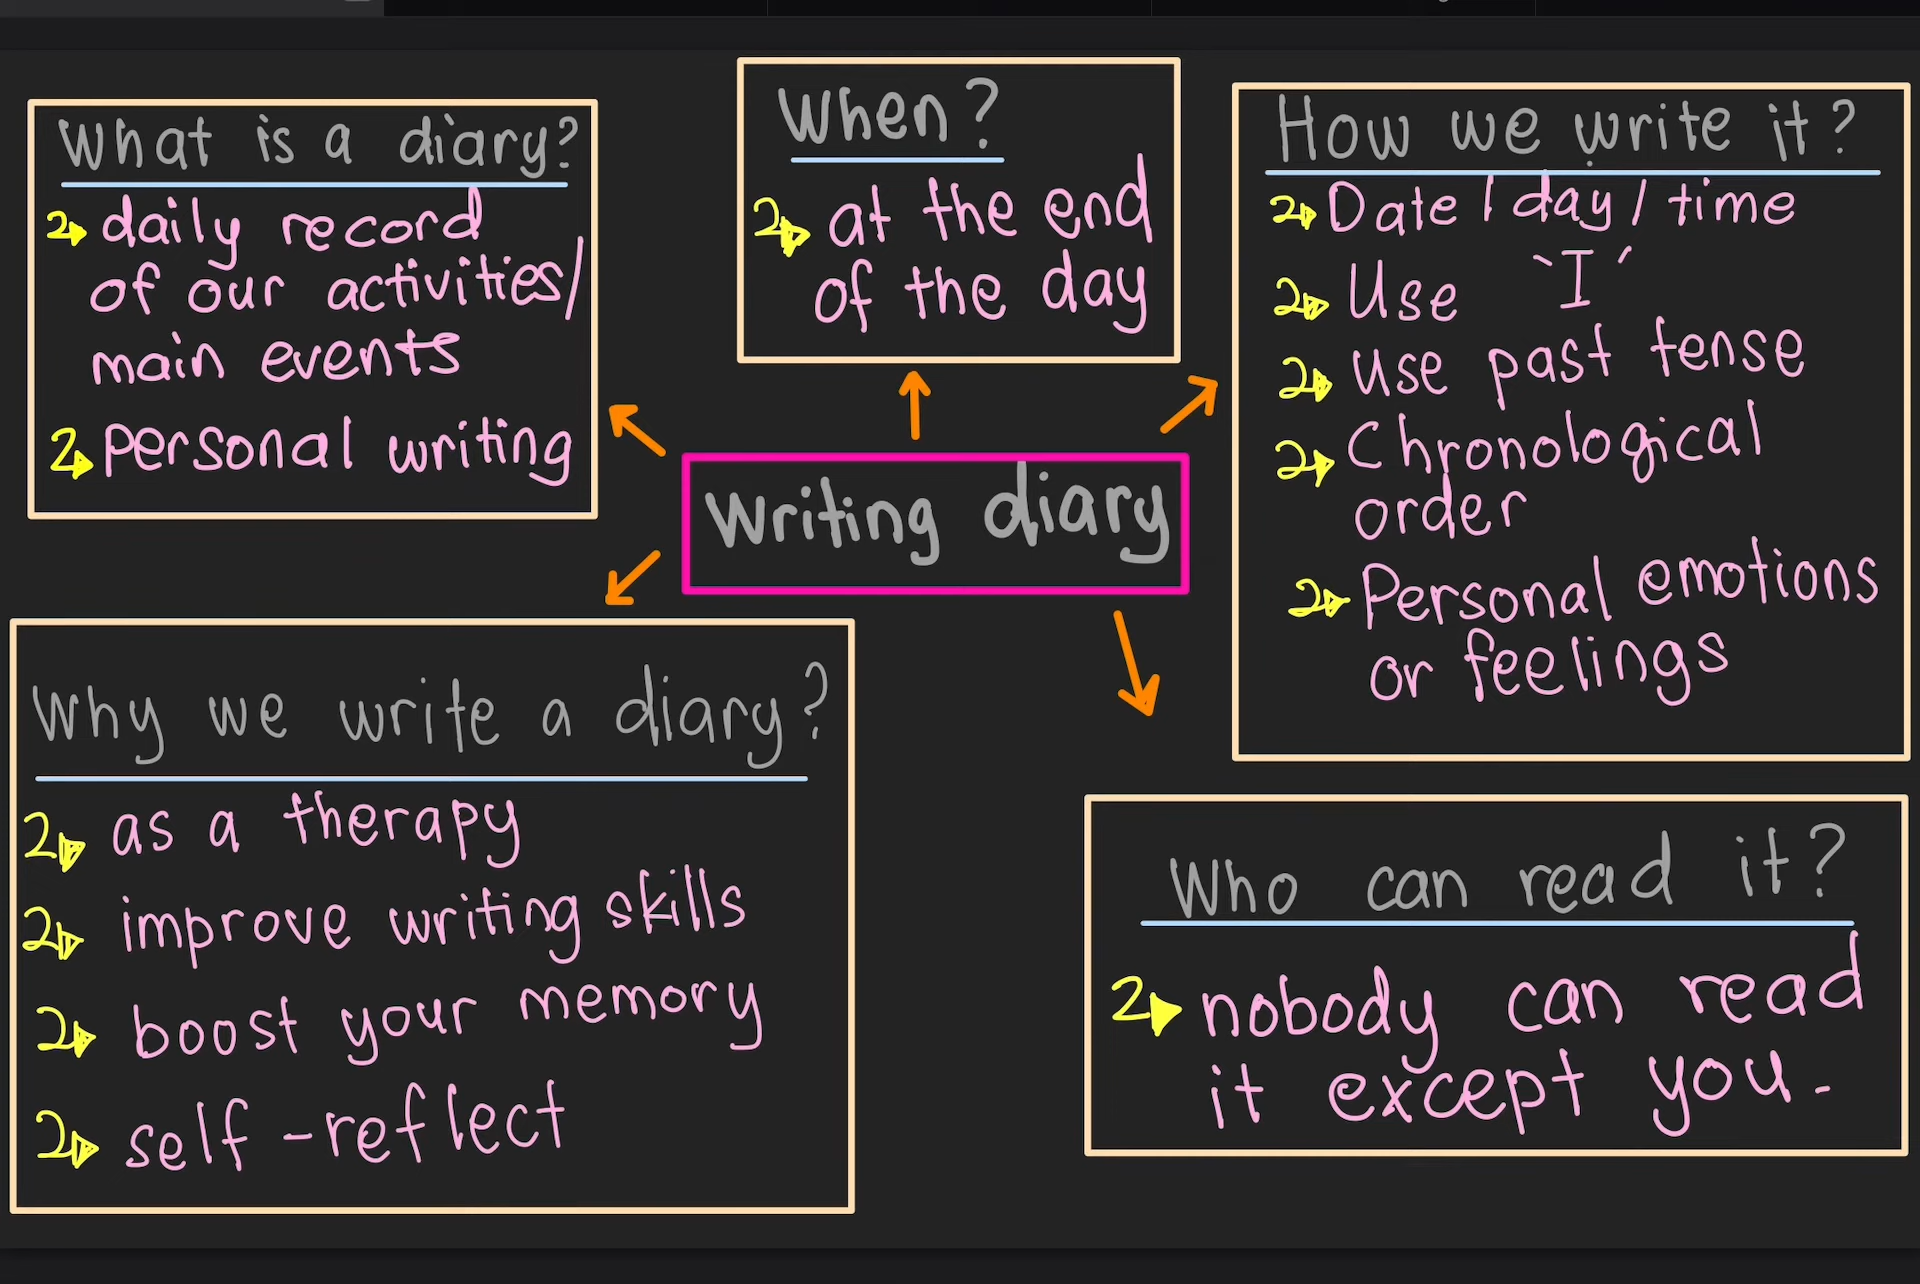 What is a diary?
daily record
of our activities/
main events
personal writing
When?
at the end
of the day
How we write it?
Date / day / time
Use 'I'
use past tense
Chronological
order
Personal emotions
or feelings
Writing diary
Why we write a diary?
as a therapy
improve writing skills
boost your memory
self-reflect
Who can read it?
nobody can read
it except you.